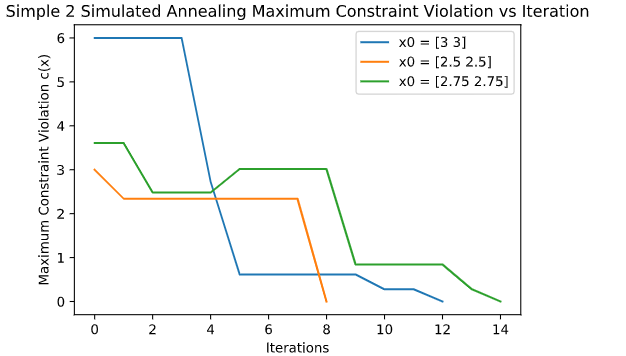 Simple 2 Simulated Annealing Maximum Constraint Violation vs Iteration
Maximum Constraint Violation c(x)
6
5
4
3
2
1
0
x0 = [3 3]
x0 = [2.5 2.5]
x0 = [2.75 2.75]
0 2 4 6 8 10 12 14
Iterations